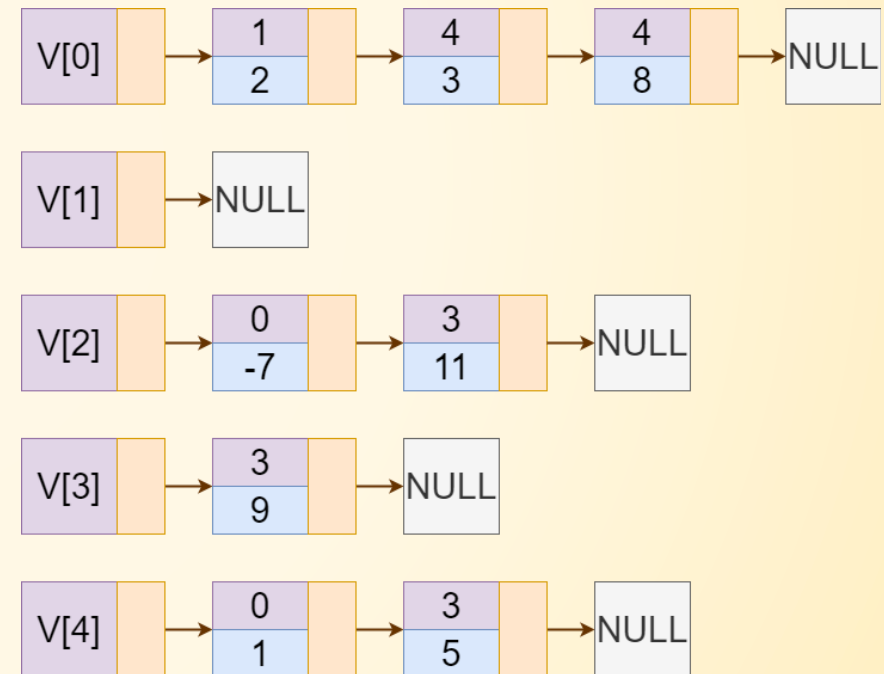 V[0] 1 4 4 NULL
2 3 8
V[1] NULL
V[2] 0 3 NULL
-7 11
V[3] 3 NULL
9
V[4] 0 3 NULL
1 5